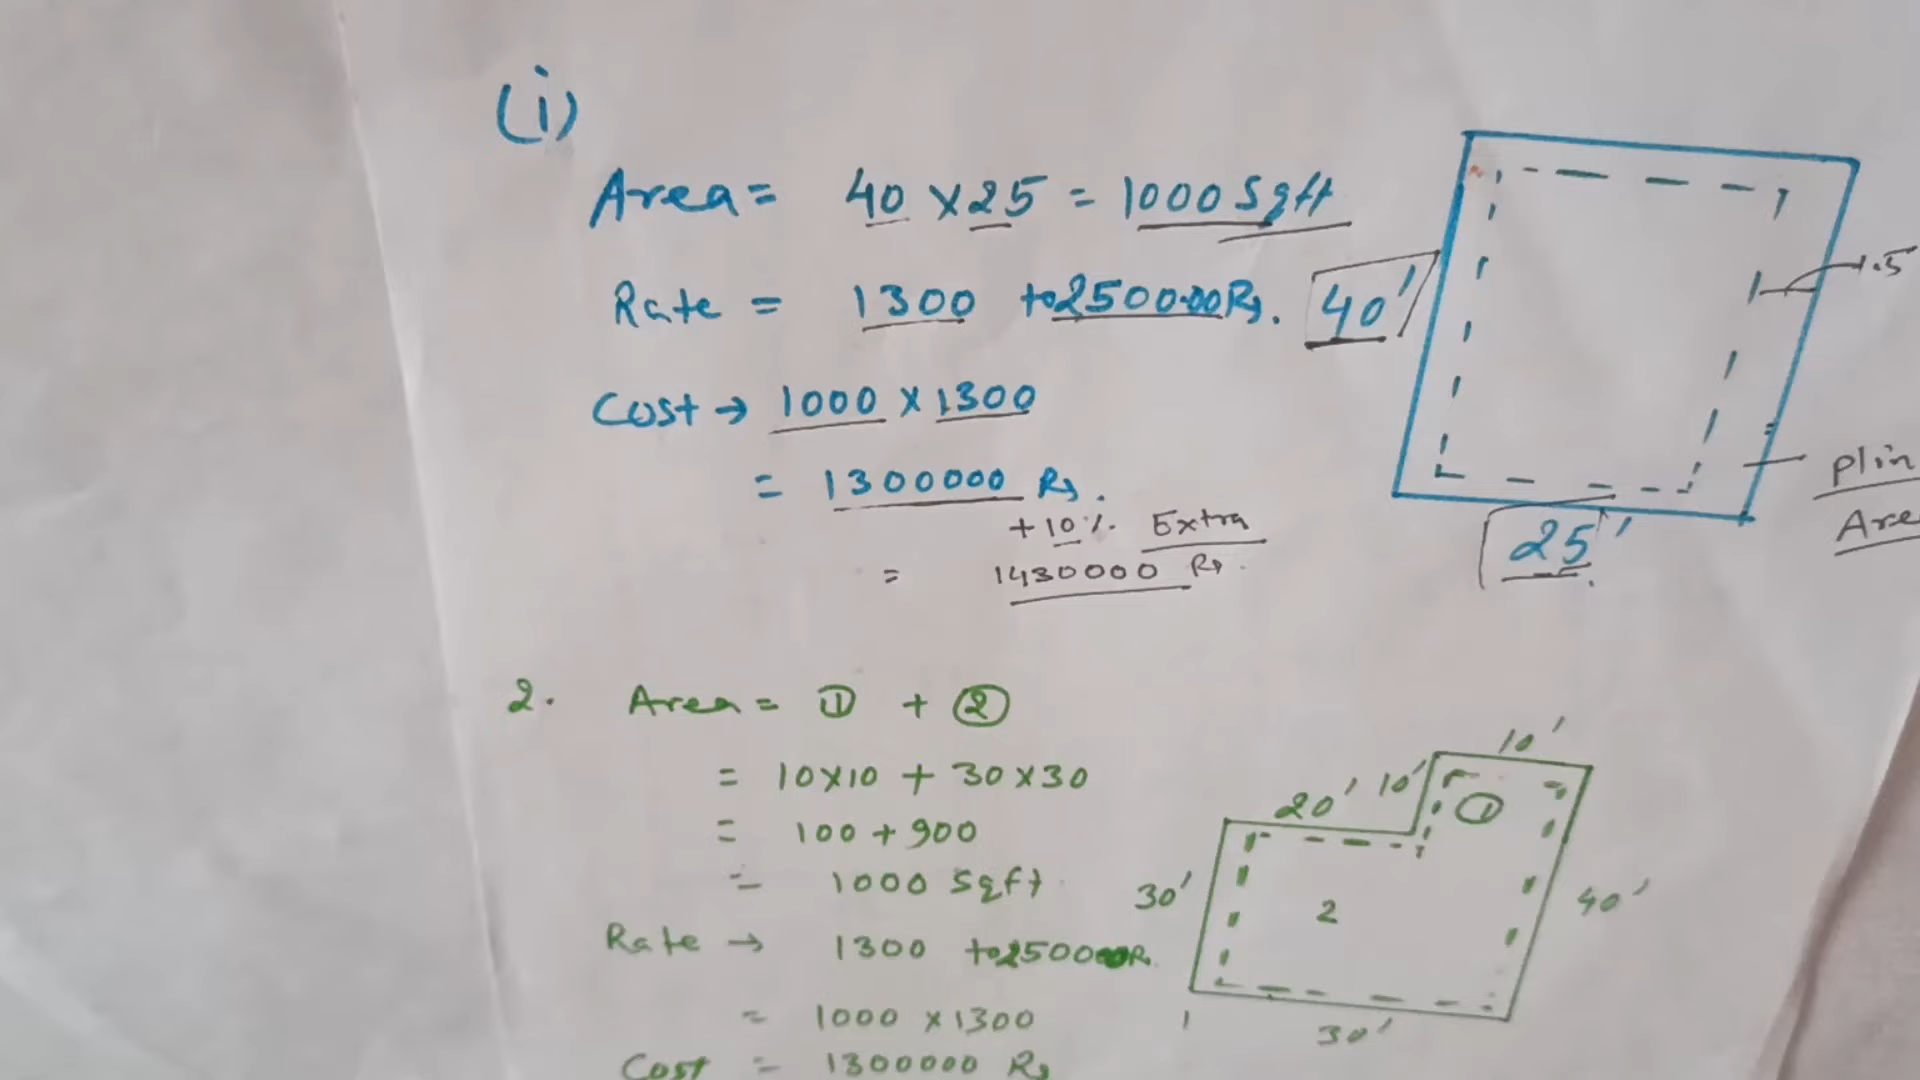 (i)
Area = 40 x 25 = 1000 Sqft
Rate = 1300 to 2500.00 Rs.
Cost → 1000 x 1300
= 1300000 Rs.
+ 10 % Extra
= 1430000 Rs.
40'
25'
1.5
plin
Are
2. Area = ① + ②
= 10x10 + 30x30
= 100 + 900
= 1000 Sqft
Rate → 1300 to 2500 R.
= 1000 x 1300
Cost = 1300000 Rs
10'
20' 10' ①
30' 2 40'
30'